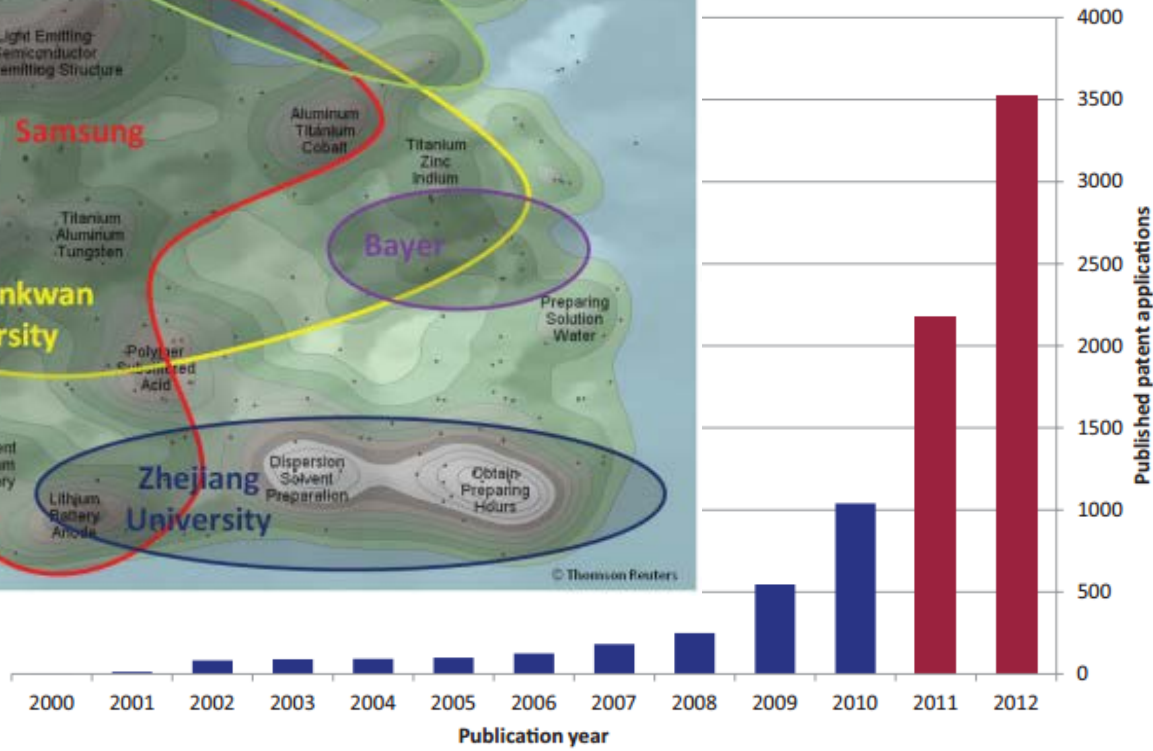 Light Emitting
Semiconductor
emitting Structure
Samsung
Aluminum
Titanium
Cobalt
Titanium
Zinc
Indium
Titanium
Aluminum
Tungsten
Bayer
nkwan
rsity
Preparing
Solution
Water
Polymer
Substituted
Acid
Zhejiang
University
Dispersion
Solvent
Preparation
Obtain
Preparing
Hours
Lithium
Battery
Anode
© Thomson Reuters
4000
3500
3000
2500
2000
1500
1000
500
0
Published patent applications
2000 2001 2002 2003 2004 2005 2006 2007 2008 2009 2010 2011 2012
Publication year